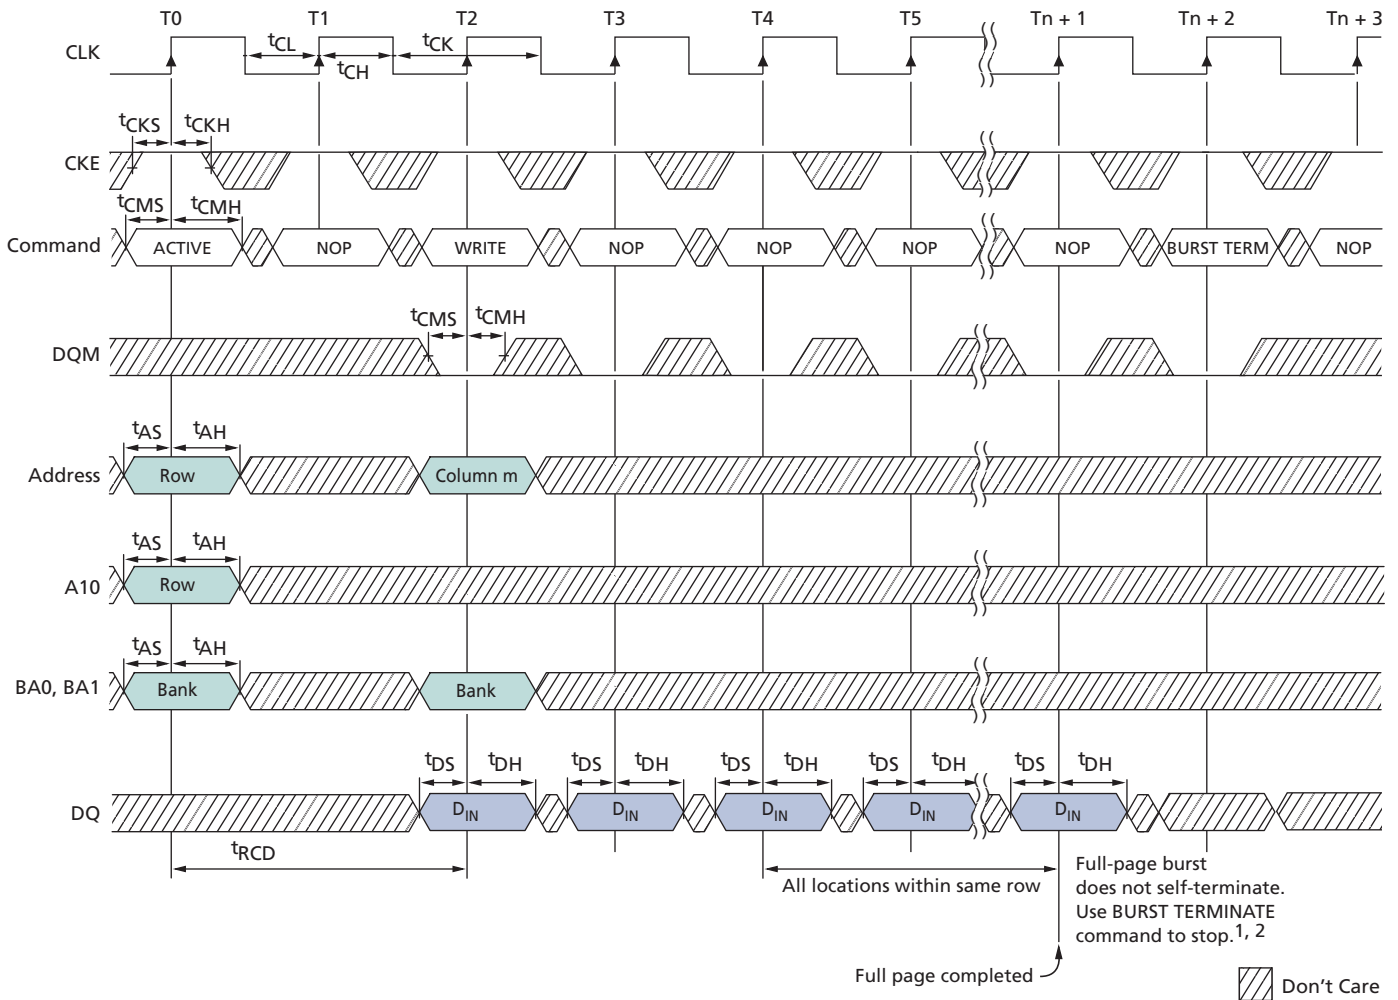 T0 T1 T2 T3 T4 T5 Tn + 1 Tn + 2 Tn + 3
CLK tCL tCH tCK
tCKS tCKH
CKE
tCMS tCMH
Command ACTIVE NOP WRITE NOP NOP NOP NOP BURST TERM NOP
tCMS tCMH
DQM
tAS tAH
Address Row Column m
tAS tAH
A10 Row
tAS tAH
BA0, BA1 Bank Bank
tDS tDH tDS tDH tDS tDH tDS tDH tDS tDH
DQ DIN DIN DIN DIN DIN
tRCD
All locations within same row
Full-page burst
does not self-terminate.
Use BURST TERMINATE
command to stop.1, 2
Full page completed
Don't Care